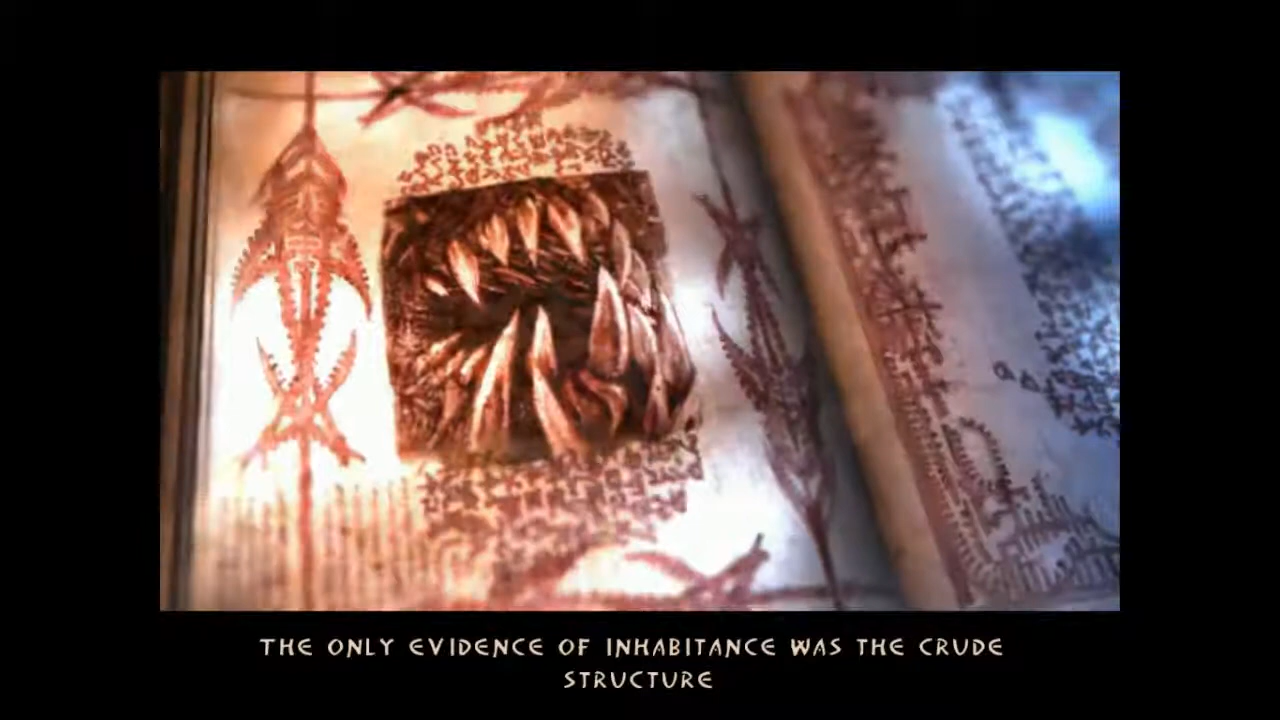 THE ONLY EVIDENCE OF INHABITANCE WAS THE CRUDE
STRUCTURE